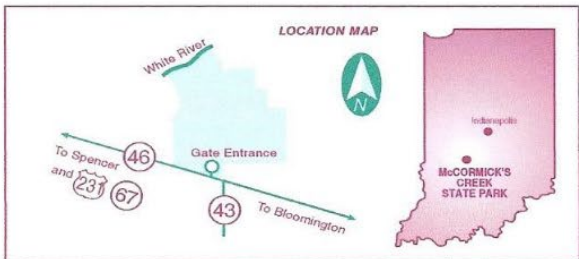 LOCATION MAP
White River
N
Gate Entrance
To Spencer
46
and 231 67
43
To Bloomington
Indianapolis
McCORMICK'S
CREEK
STATE PARK